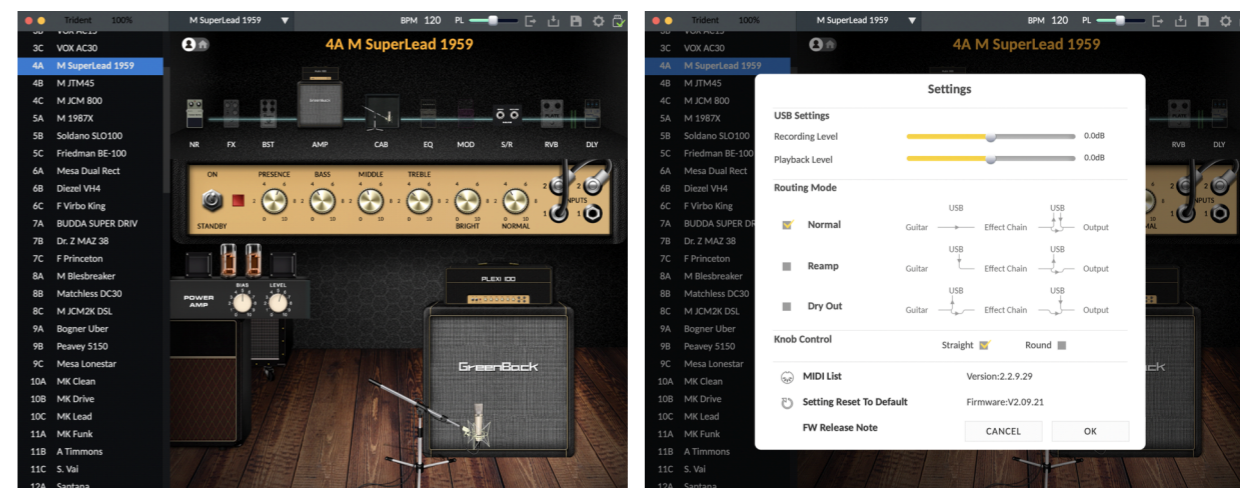 Trident 100% M SuperLead 1959 ▼ BPM 120 PL
3C VOX AC30
4A M SuperLead 1959
4B M JTM45
4C M JCM 800
5A M 1987X
5B Soldano SLO100
5C Friedman BE-100
6A Mesa Dual Rect
6B Diezel VH4
6C F Virbo King
7A BUDDA SUPER DRIV
7B Dr. Z MAZ 38
7C F Princeton
8A M Blesbreaker
8B Matchless DC30
8C M JCM2K DSL
9A Bogner Uber
9B Peavey 5150
9C Mesa Lonestar
10A MK Clean
10B MK Drive
10C MK Lead
11A MK Funk
11B A Timmons
11C S. Vai
12A Santana
4A M SuperLead 1959
NR FX BST AMP CAB EQ MOD S/R RVB DLY
ON PRESENCE BASS MIDDLE TREBLE
INPUTS
STANDBY BRIGHT NORMAL
BIAS LEVEL
POWER
AMP
PLEXI 100
GreenBack
Trident 100% M SuperLead 1959 ▼ BPM 120 PL
3C VOX AC30
4A M SuperLead 1959
4B M JTM45
4C M JCM 800
5A M 1987X
5B Soldano SLO100
5C Friedman BE-100
6A Mesa Dual Rect
6B Diezel VH4
6C F Virbo King
7A BUDDA SUPER DR
7B Dr. Z MAZ 38
7C F Princeton
8A M Blesbreaker
8B Matchless DC30
8C M JCM2K DSL
9A Bogner Uber
9B Peavey 5150
9C Mesa Lonestar
10A MK Clean
10B MK Drive
10C MK Lead
11A MK Funk
11B A Timmons
11C S. Vai
12A Santana
4A M SuperLead 1959
RVB DLY
Settings
USB Settings
Recording Level 0.0dB
Playback Level 0.0dB
Routing Mode
USB USB
Normal Guitar Effect Chain Output
USB USB
Reamp Guitar Effect Chain Output
USB USB
Dry Out Guitar Effect Chain Output
Knob Control Straight Round
MIDI List Version:2.2.9.29
Setting Reset To Default Firmware:V2.09.21
FW Release Note CANCEL OK